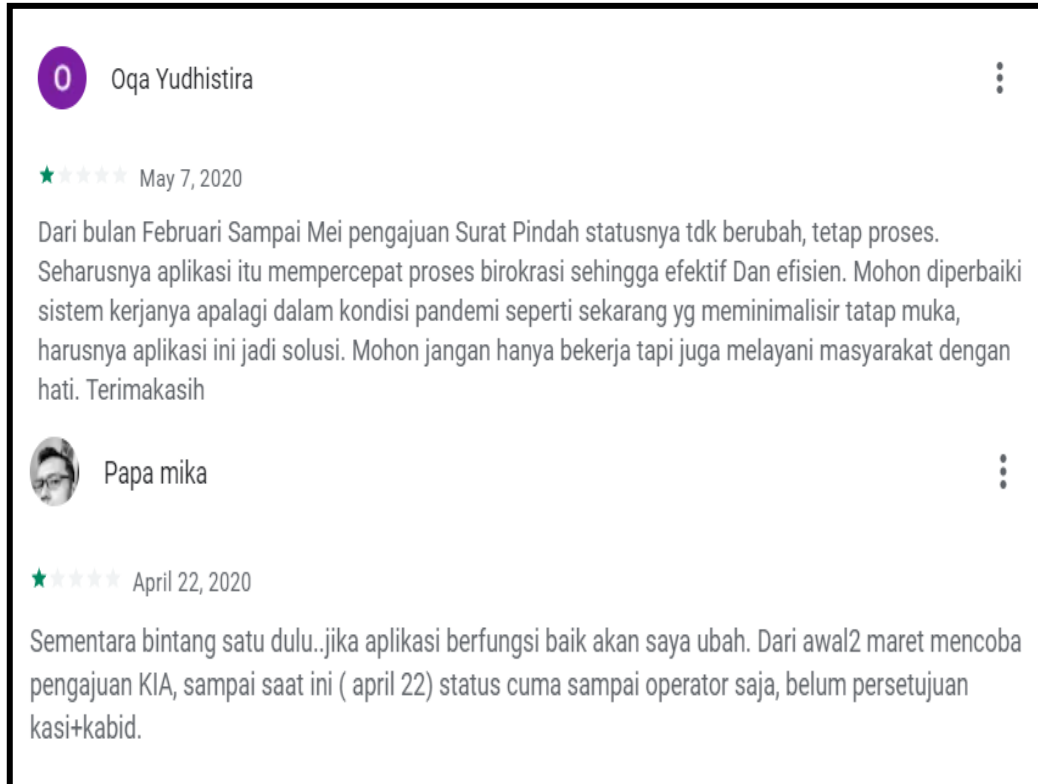 O
Oqa Yudhistira
May 7, 2020
Dari bulan Februari Sampai Mei pengajuan Surat Pindah statusnya tdk berubah, tetap proses.
Seharusnya aplikasi itu mempercepat proses birokrasi sehingga efektif Dan efisien. Mohon diperbaiki
sistem kerjanya apalagi dalam kondisi pandemi seperti sekarang yg meminimalisir tatap muka,
harusnya aplikasi ini jadi solusi. Mohon jangan hanya bekerja tapi juga melayani masyarakat dengan
hati. Terimakasih
Papa mika
April 22, 2020
Sementara bintang satu dulu..jika aplikasi berfungsi baik akan saya ubah. Dari awal2 maret mencoba
pengajuan KIA, sampai saat ini ( april 22) status cuma sampai operator saja, belum persetujuan
kasi+kabid.